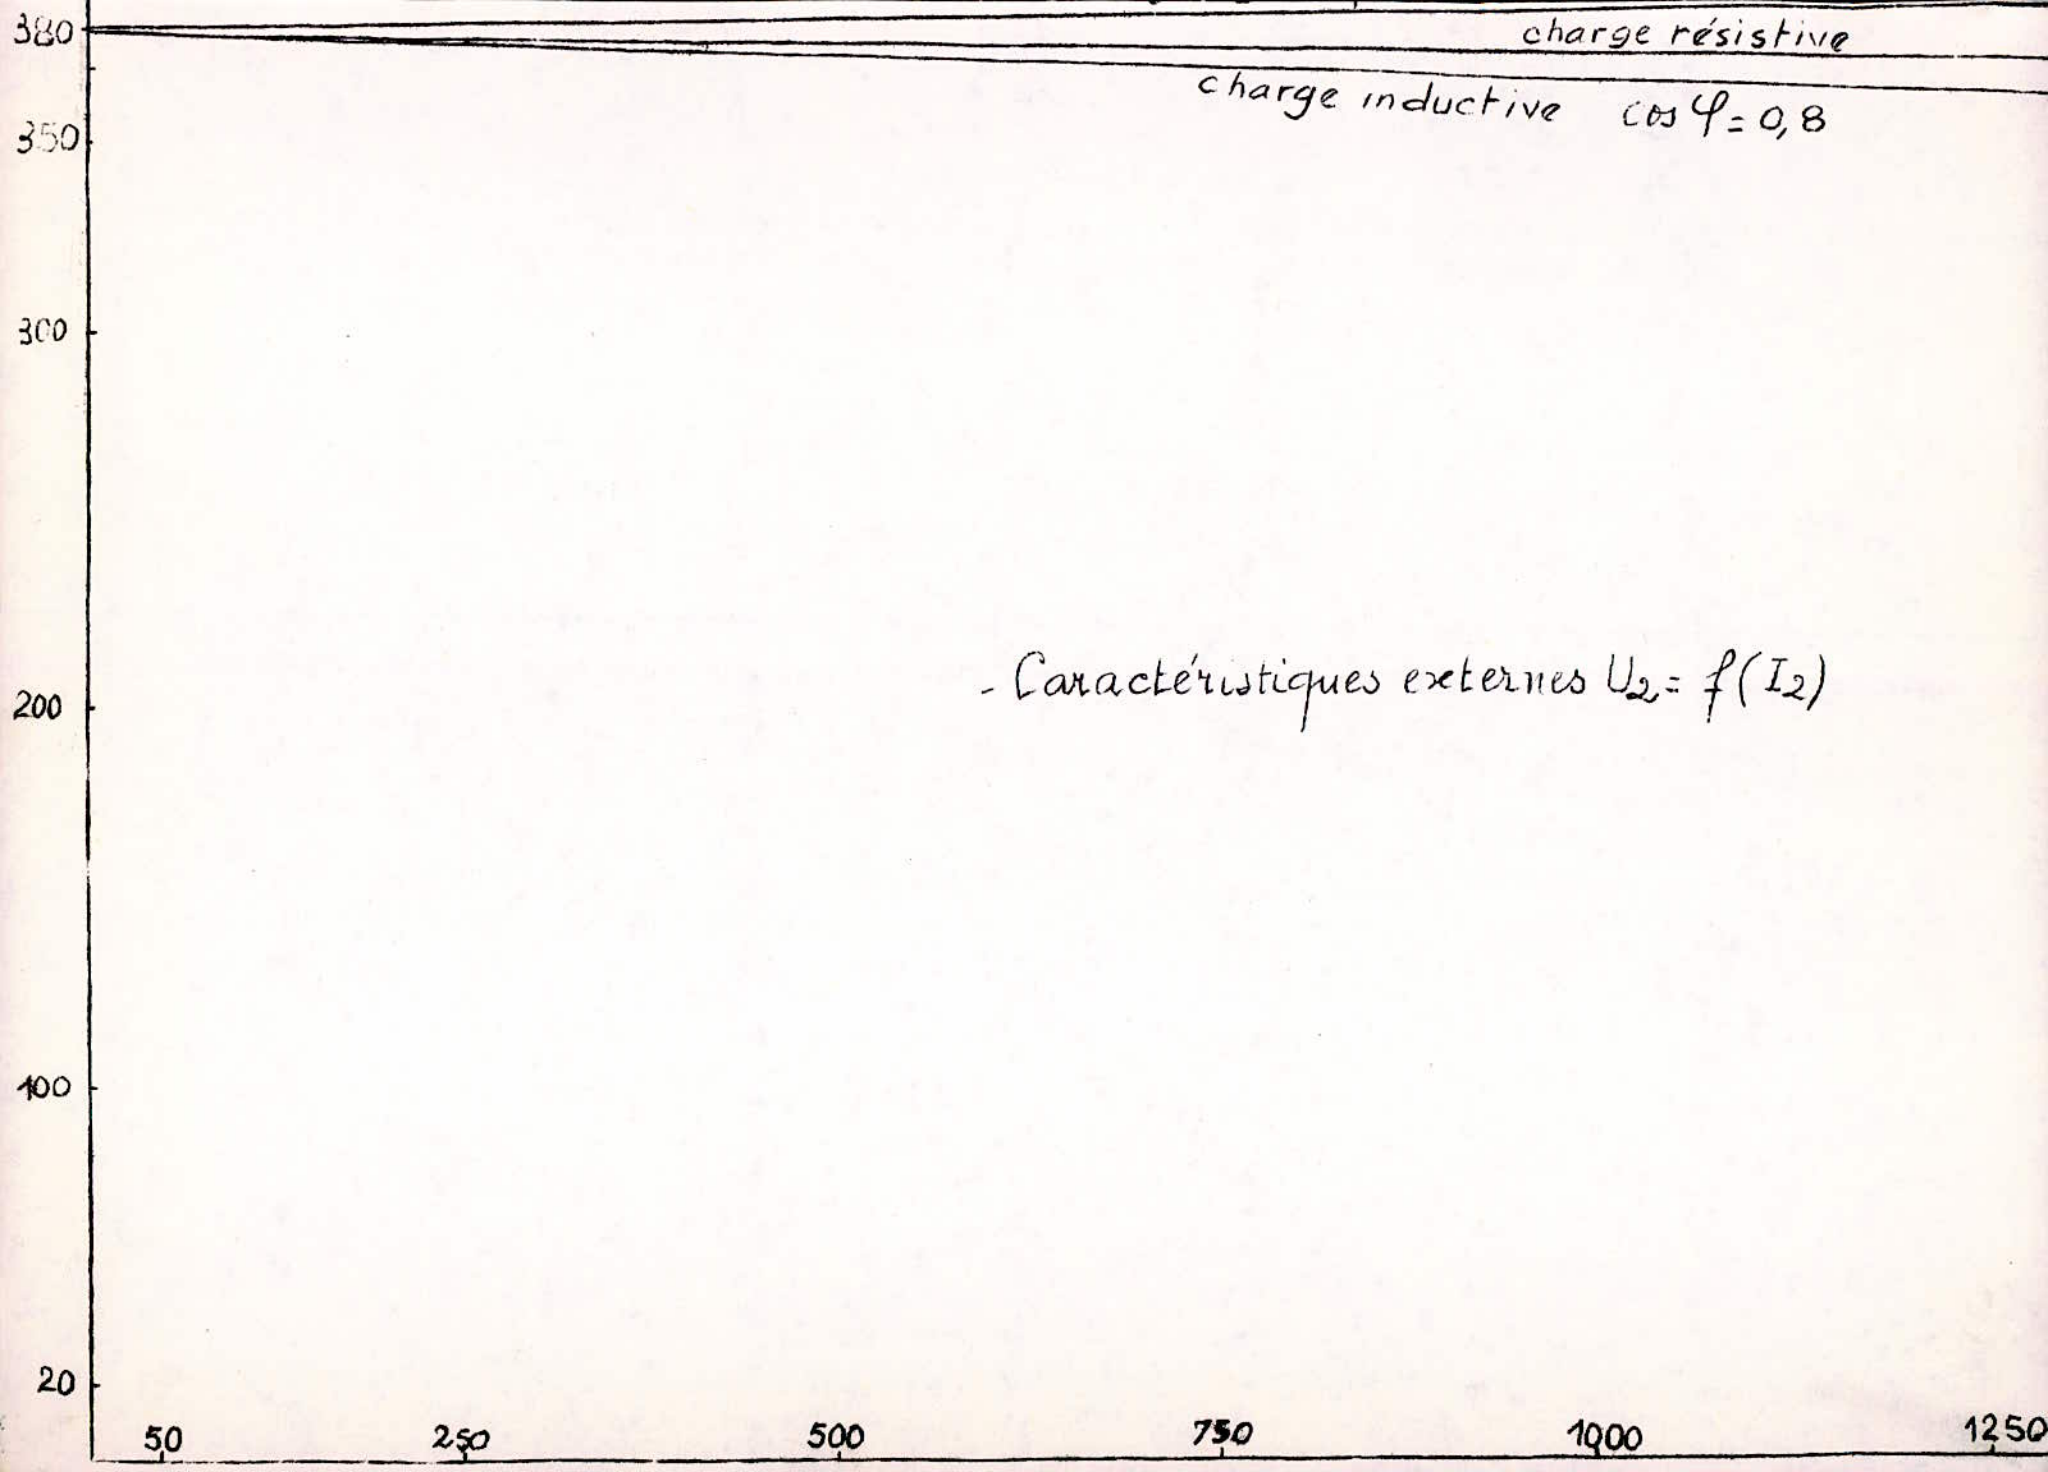 380
charge résistive
charge inductive cos φ = 0,8
350
300
- Caractéristiques externes U2 = f(I2)
200
100
20
50 250 500 750 1000 1250